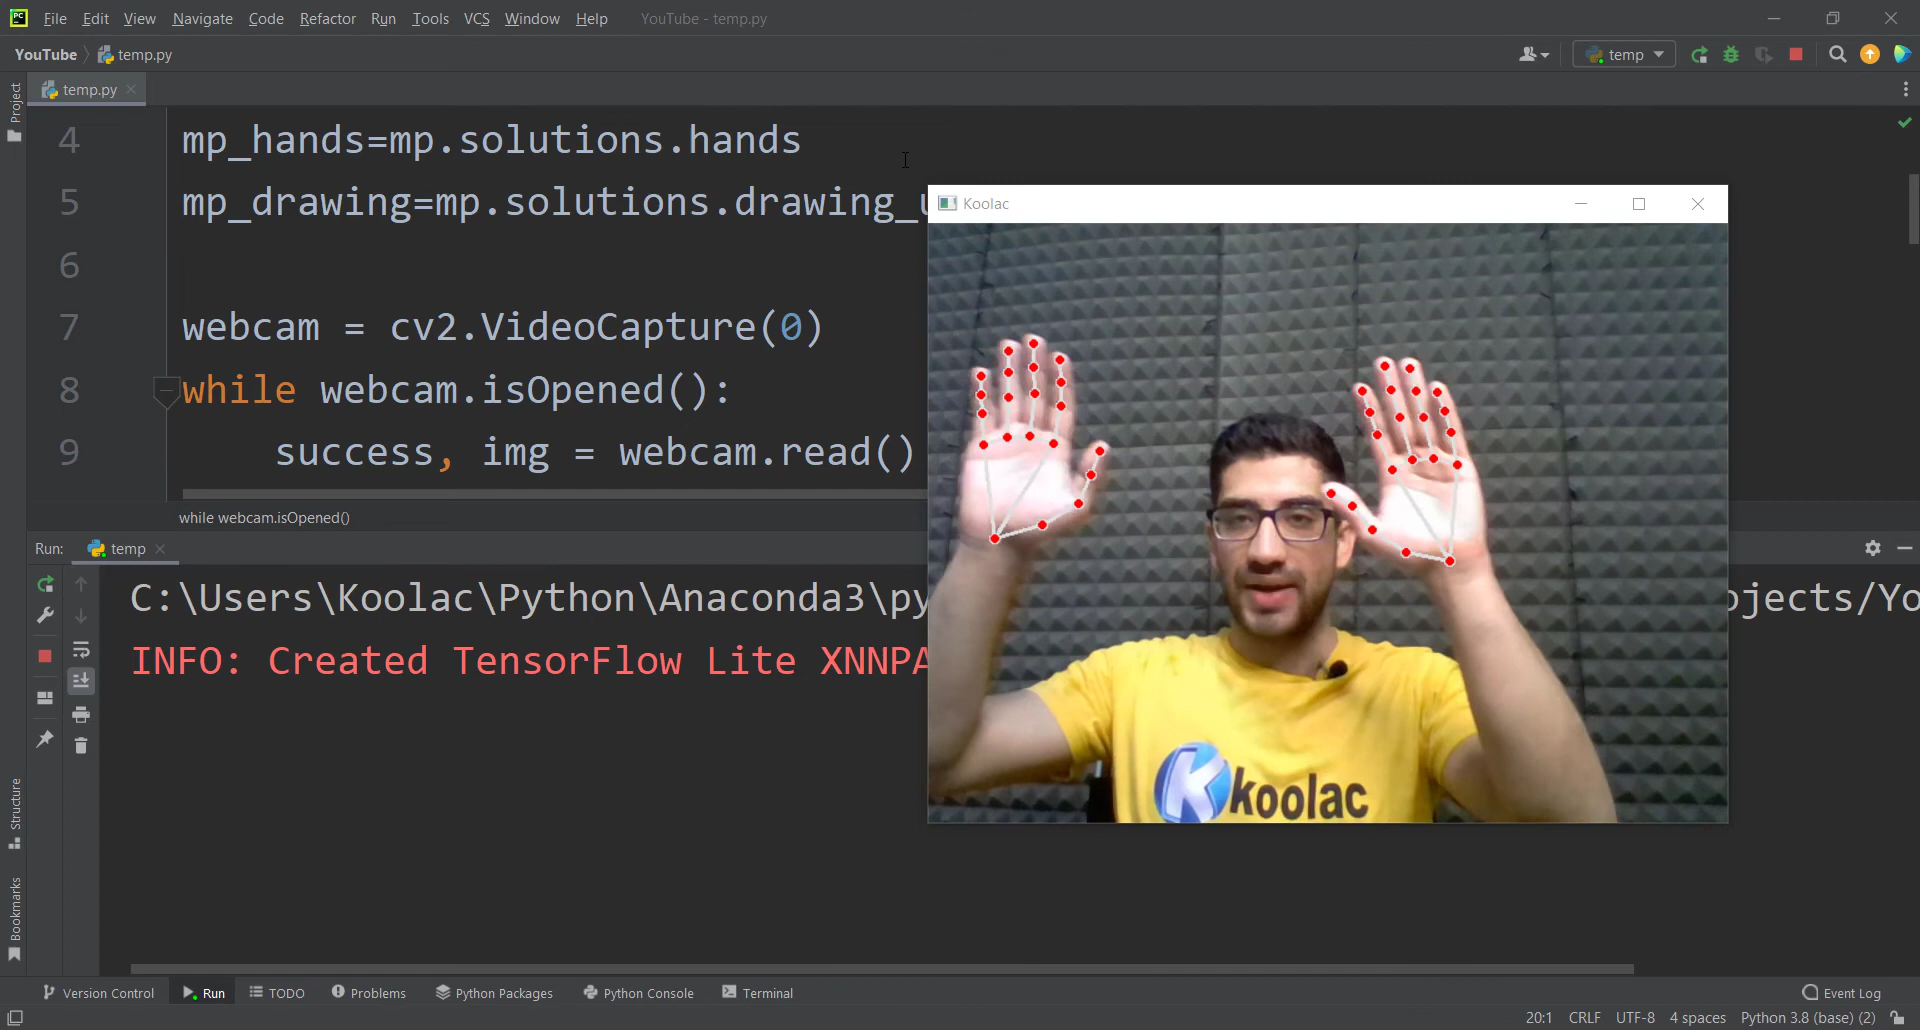 File Edit View Navigate Code Refactor Run Tools VCS Window Help YouTube - temp.py
YouTube temp.py
temp
temp.py
Project
4 mp_hands=mp.solutions.hands
5 mp_drawing=mp.solutions.drawing_
6
7 webcam = cv2.VideoCapture(0)
8 while webcam.isOpened():
9 success, img = webcam.read()
while webcam.isOpened()
Koolac
koolac
Run: temp
C:\Users\Koolac\Python\Anaconda3\py
ojects/Yo
INFO: Created TensorFlow Lite XNNPA
Structure
Bookmarks
Version Control Run TODO Problems Python Packages Python Console Terminal Event Log
20:1 CRLF UTF-8 4 spaces Python 3.8 (base) (2)